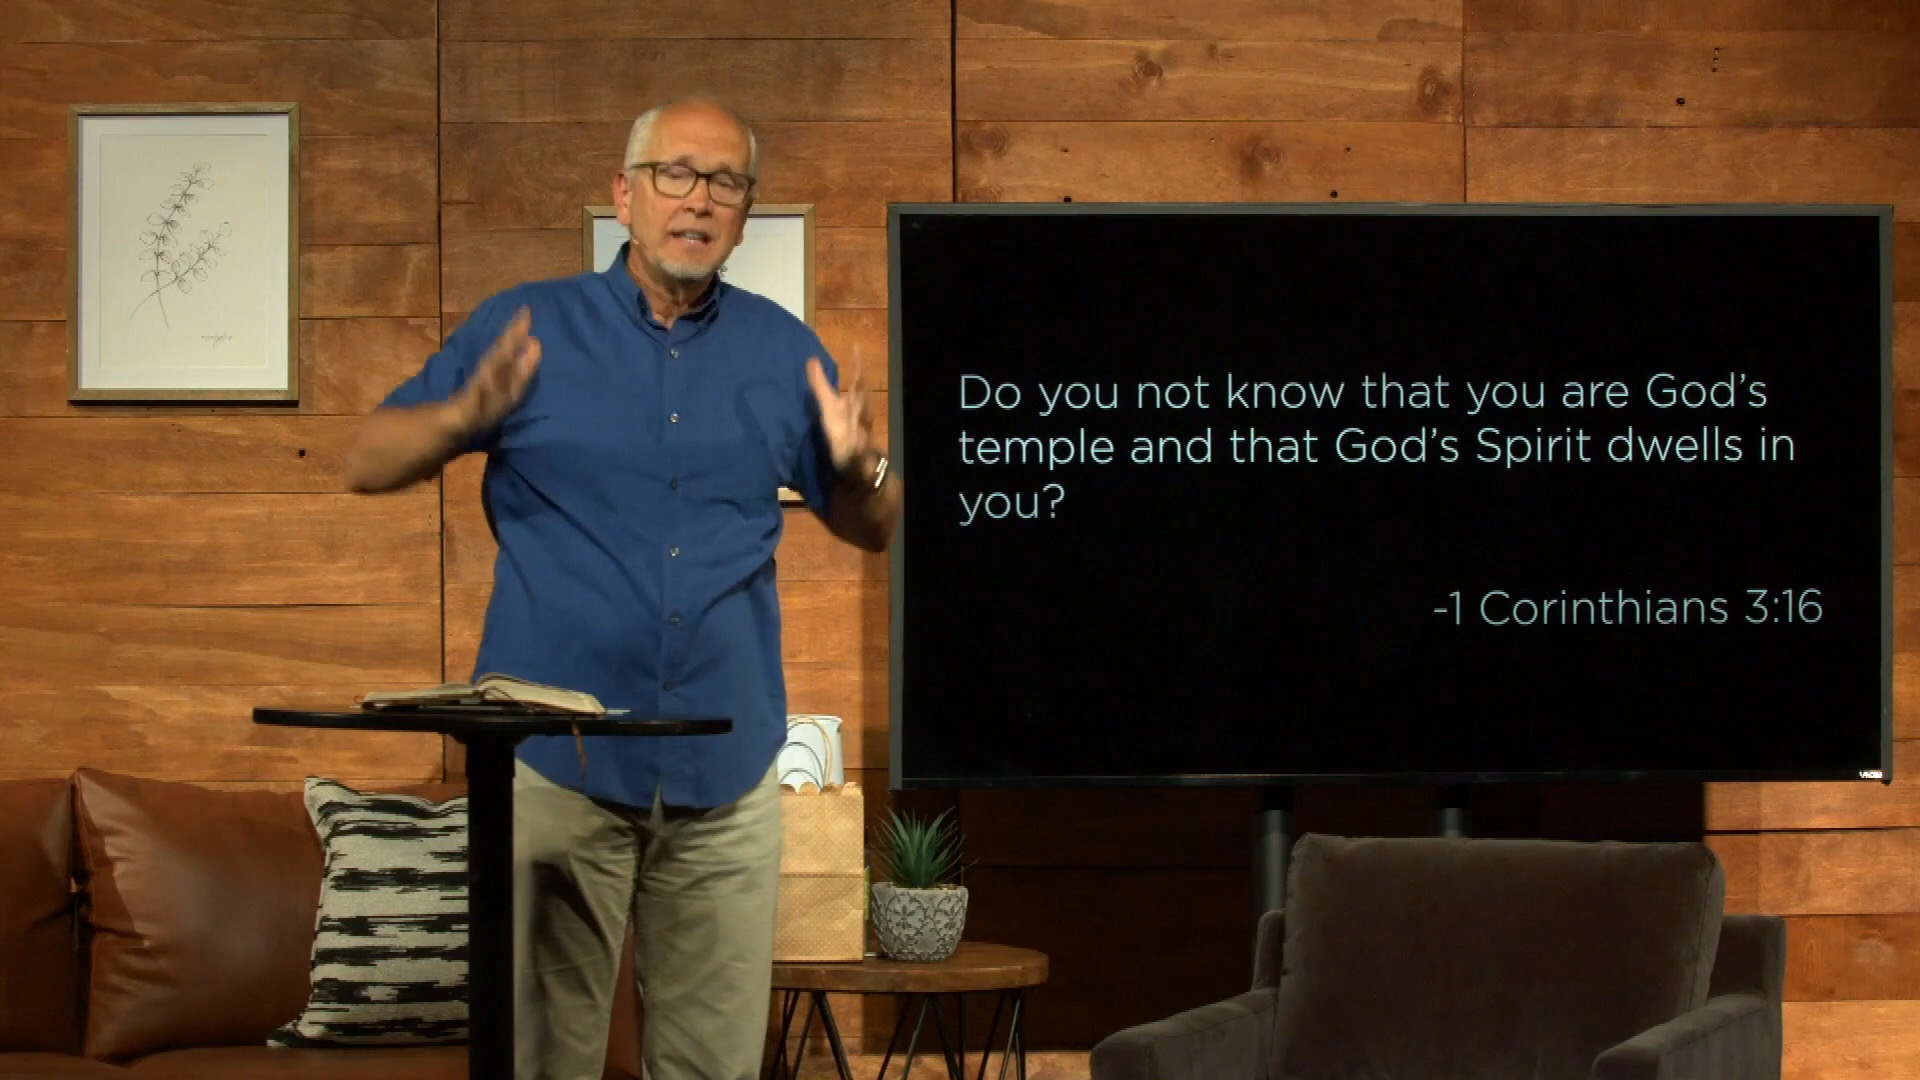 Do you not know that you are God's
temple and that God's Spirit dwells in
you?
-1 Corinthians 3:16
VIZIO